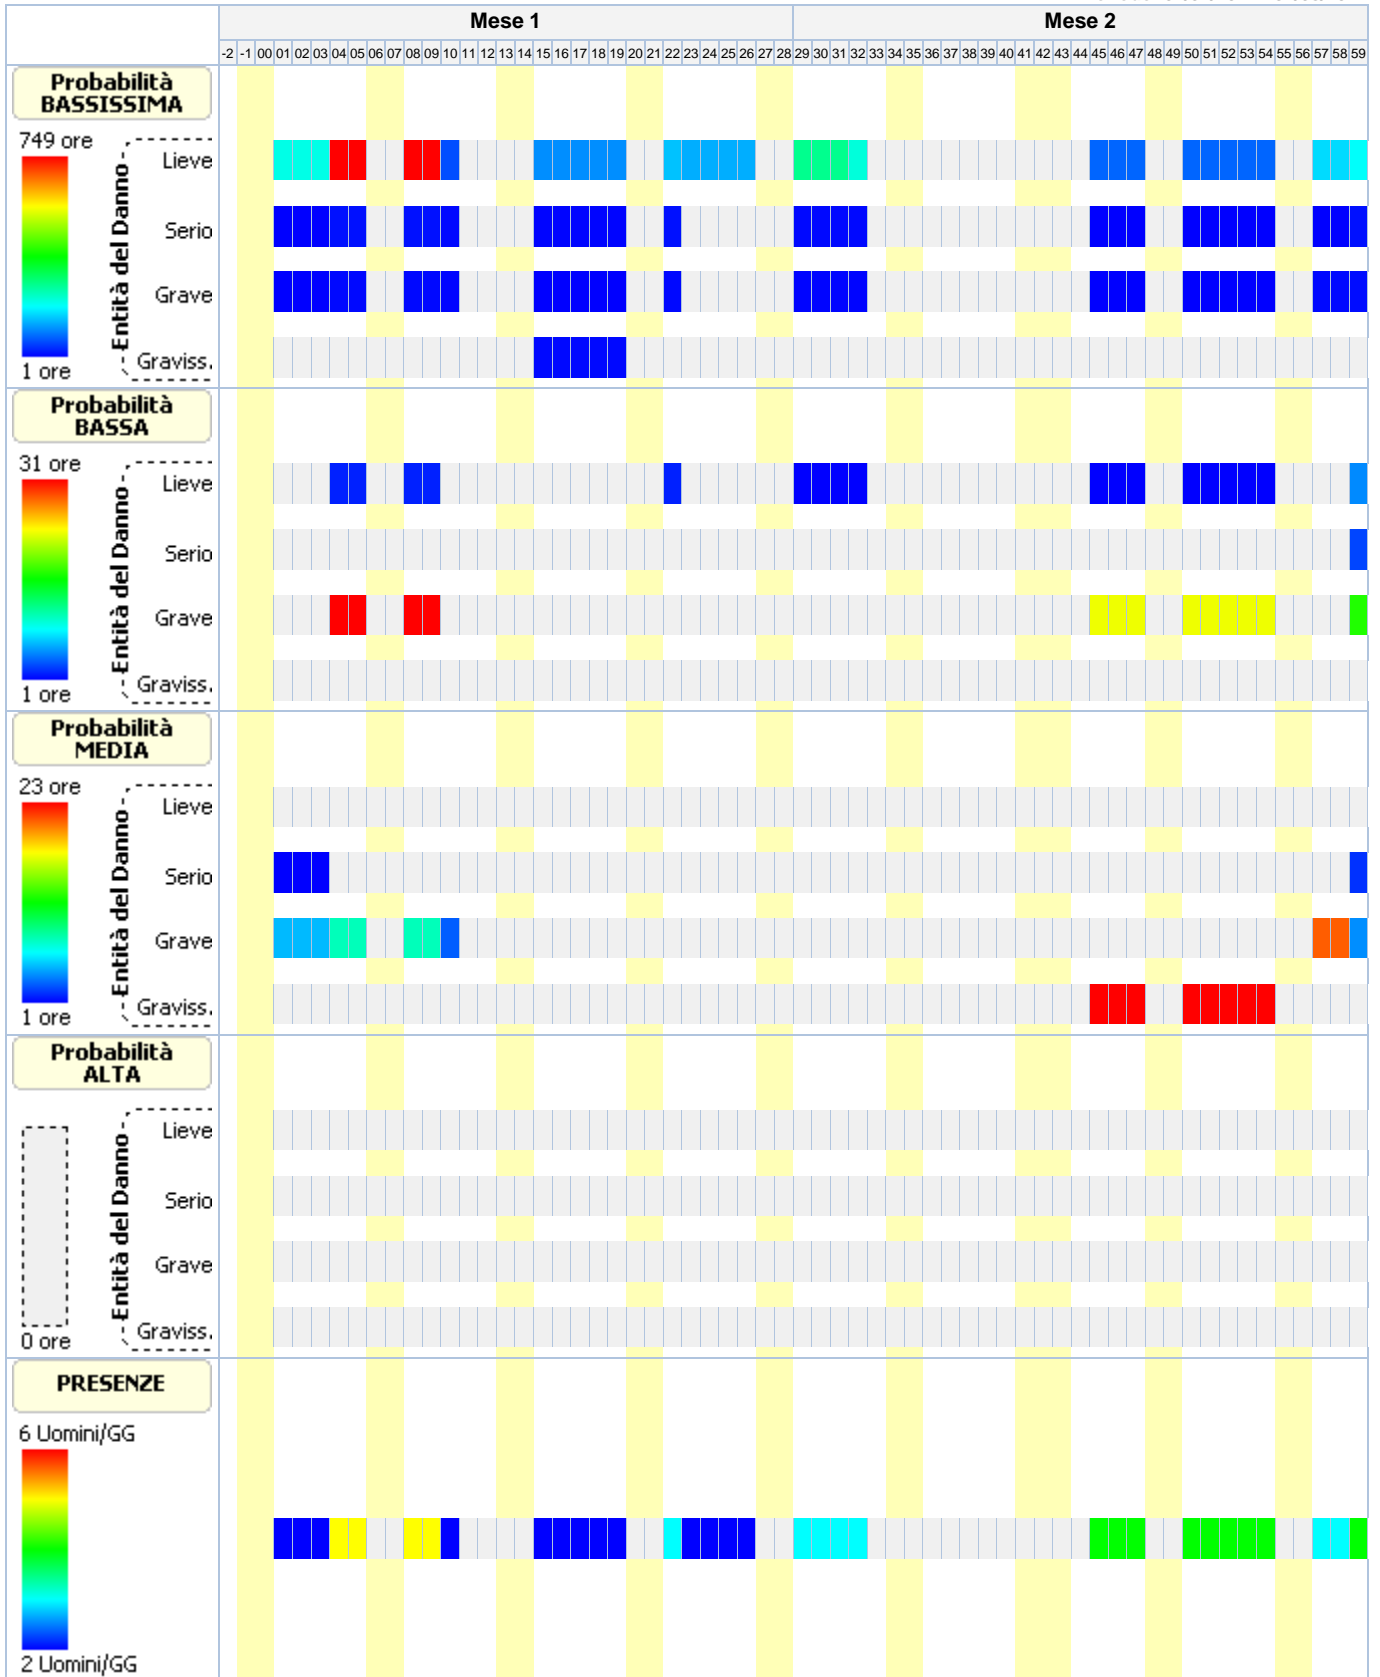 Mese 1 Mese 2
-2 -1 00 01 02 03 04 05 06 07 08 09 10 11 12 13 14 15 16 17 18 19 20 21 22 23 24 25 26 27 28 29 30 31 32 33 34 35 36 37 38 39 40 41 42 43 44 45 46 47 48 49 50 51 52 53 54 55 56 57 58 59
Probabilità
BASSISSIMA
749 ore
Entità del Danno
Lieve
Serio
Grave
Graviss.
1 ore
Probabilità
BASSA
31 ore
Entità del Danno
Lieve
Serio
Grave
Graviss.
1 ore
Probabilità
MEDIA
23 ore
Entità del Danno
Lieve
Serio
Grave
Graviss.
1 ore
Probabilità
ALTA
Entità del Danno
Lieve
Serio
Grave
Graviss.
0 ore
PRESENZE
6 Uomini/GG
2 Uomini/GG